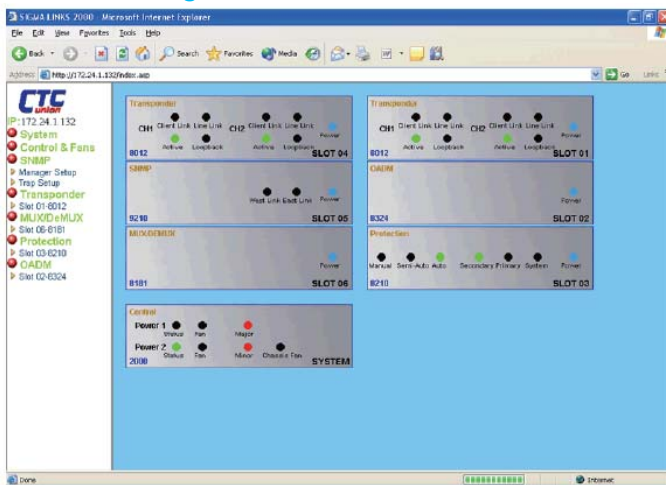 SIGMA LINKS 2000 - Microsoft Internet Explorer
File Edit View Favorites Tools Help
Back Search Favorites Media
Address http://172.24.1.132/index.asp Go Links
CTC
union
IP:172.24.1.132
System
Control & Fans
SNMP
Manager Setup
Trap Setup
Transponder
Slot 01-8012
MUX/DeMUX
Slot 06-8181
Protection
Slot 03-8210
OADM
Slot 02-8324
Transponder
CH1 Client Link Line Link CH2 Client Link Line Link Power
Active Loopback Active Loopback
8012 SLOT 04
Transponder
CH1 Client Link Line Link CH2 Client Link Line Link Power
Active Loopback Active Loopback
8012 SLOT 01
SNMP
West Link East Link Power
9210 SLOT 05
OADM
Power
8324 SLOT 02
MUX/DEMUX
Power
8181 SLOT 06
Protection
Manual Semi-Auto Auto Secondary Primary System Power
8210 SLOT 03
Control
Power 1 Status Fan Major
Power 2 Status Fan Minor Chassis Fan
2000 SYSTEM
Done Internet